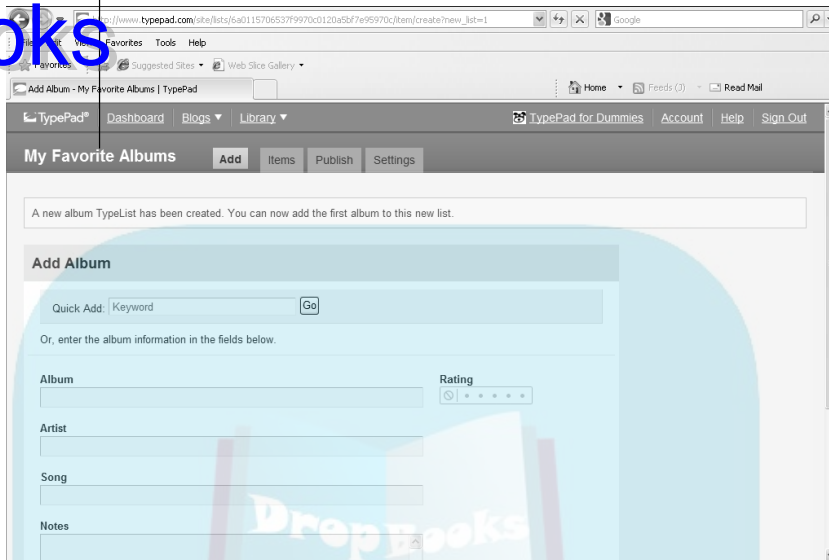 oks
http://www.typepad.com/site/lists/6a0115706537f9970c0120a5bf7e95970c/item/create?new_list=1
Google
File Edit View Favorites Tools Help
Favorites Suggested Sites Web Slice Gallery
Add Album - My Favorite Albums | TypePad
Home Feeds (J) Read Mail
TypePad® Dashboard Blogs Library TypePad for Dummies Account Help Sign Out
My Favorite Albums Add Items Publish Settings
A new album TypeList has been created. You can now add the first album to this new list.
Add Album
Quick Add: Keyword Go
Or, enter the album information in the fields below.
Album Rating
Artist
Song
Notes
DropBooks